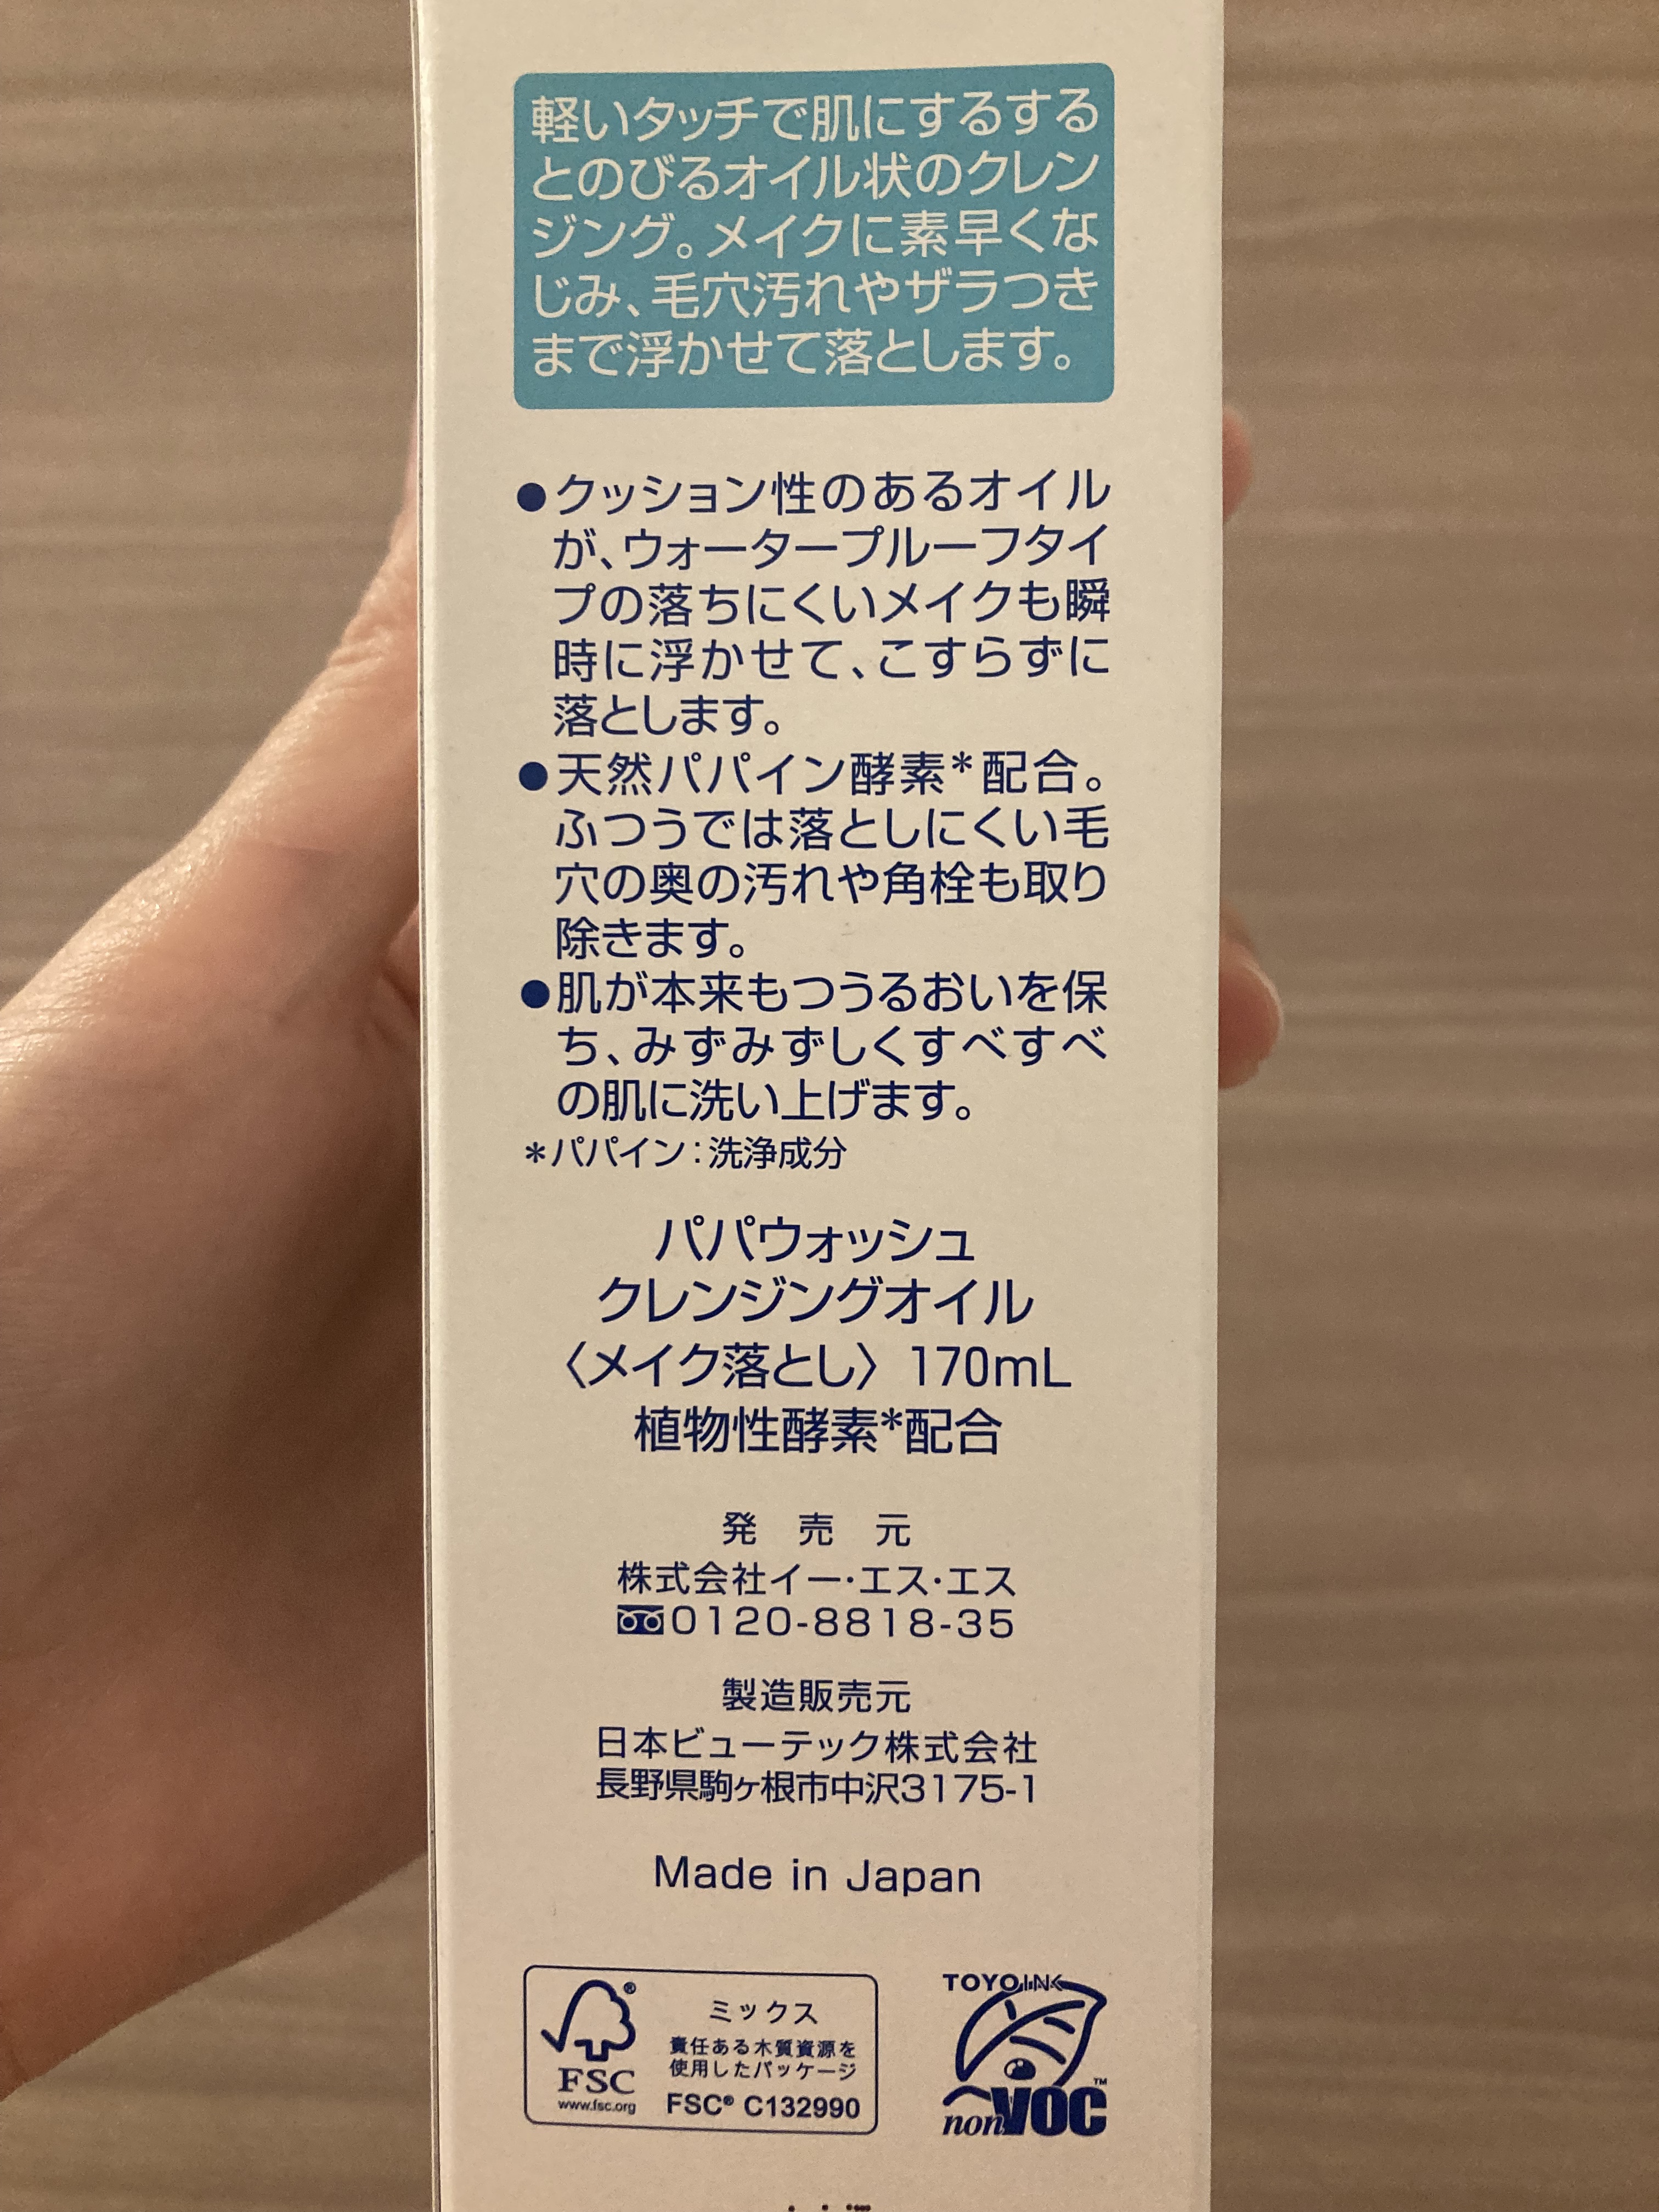 軽いタッチで肌にするする
とのびるオイル状のクレン
ジング。メイクに素早くな
じみ、毛穴汚れやザラつき
まで浮かせて落とします。
●クッション性のあるオイル
が、ウォータープルーフタイ
プの落ちにくいメイクも瞬
時に浮かせて、こすらずに
落とします。
●天然パパイン酵素*配合。
ふつうでは落としにくい毛
穴の奥の汚れや角栓も取り
除きます。
●肌が本来もつうるおいを保
ち、みずみずしくすべすべ
の肌に洗い上げます。
*パパイン:洗浄成分
パパウォッシュ
クレンジングオイル
〈メイク落とし〉 170mL
植物性酵素*配合
発 売 元
株式会社イー・エス・エス
0120-8818-35
製造販売元
日本ビューテック株式会社
長野県駒ヶ根市中沢3175-1
Made in Japan
FSC
www.fsc.org
ミックス
責任ある木質資源を
使用したパッケージ
FSC® C132990
TOYOINK
nonVOC™